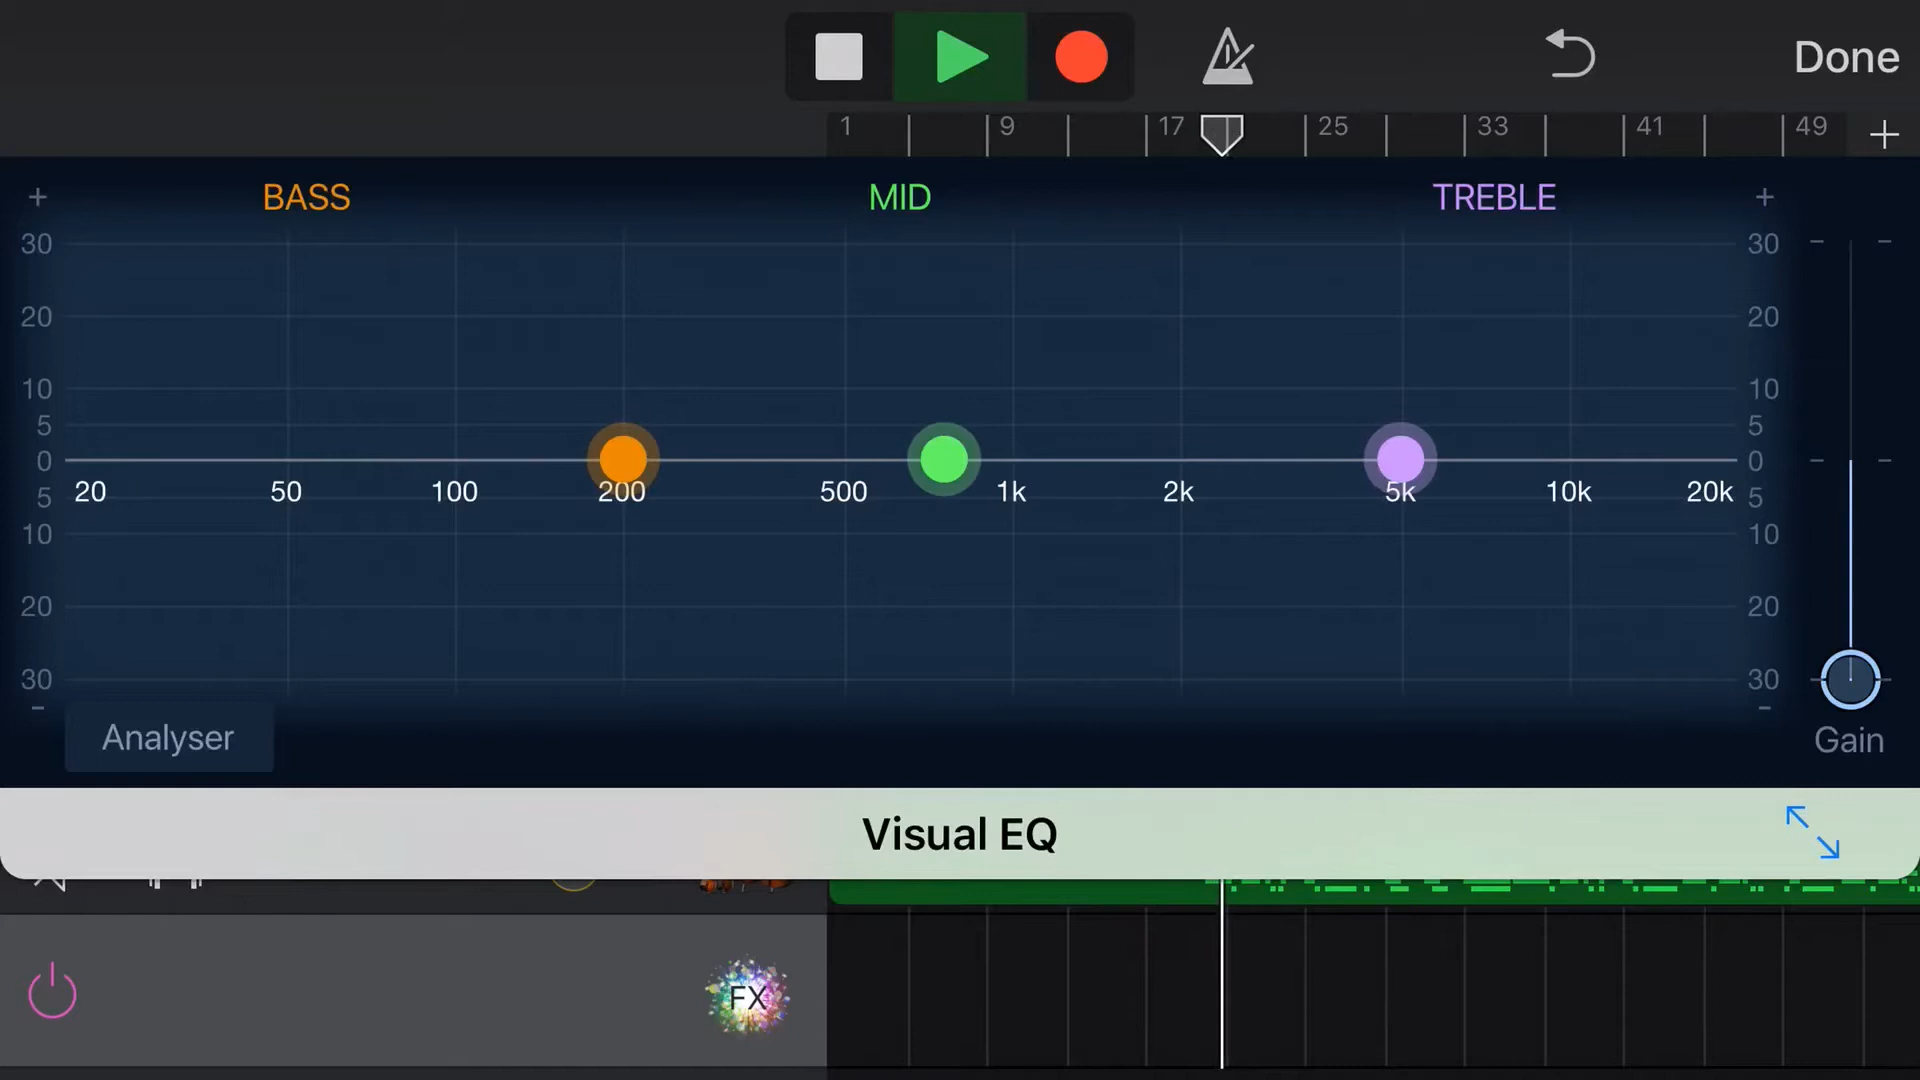 Done
1 9 17 25 33 41 49 +
+ BASS MID TREBLE +
30 30
20 20
10 10
5 5
0 0
20 50 100 200 500 1k 2k 5k 10k 20k
5 5
10 10
20 20
30 30
- -
Analyser Gain
Visual EQ
FX